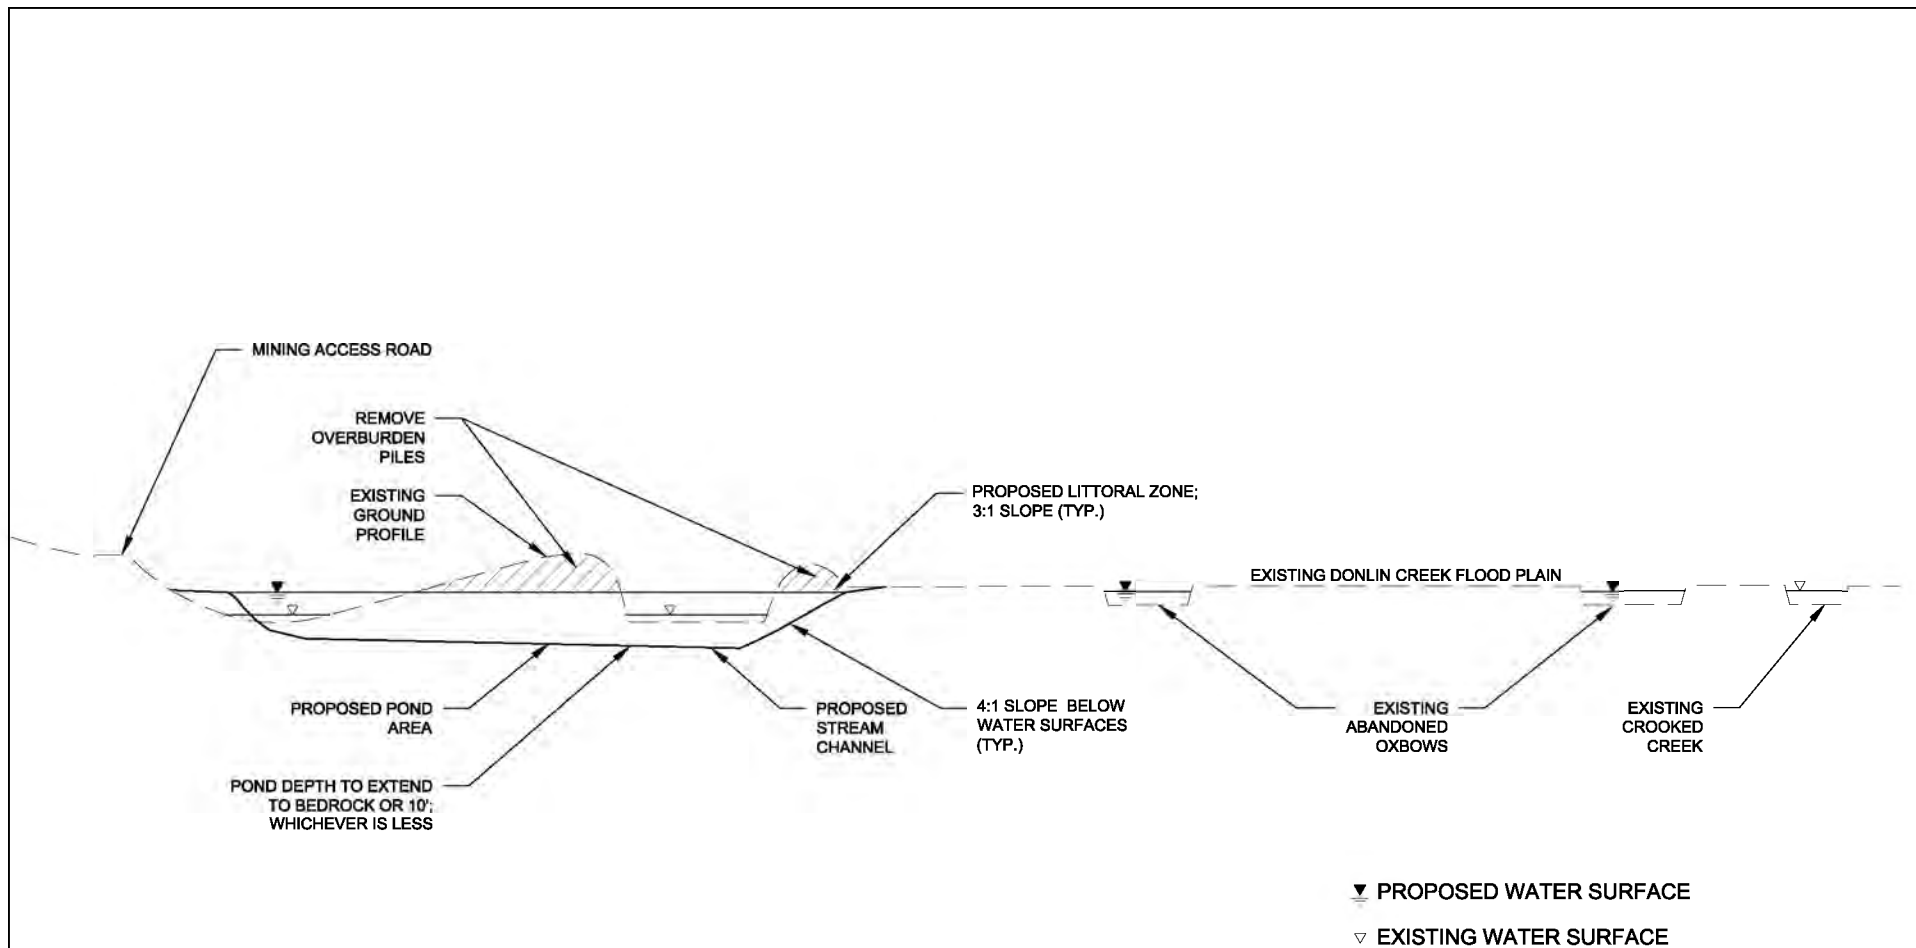 MINING ACCESS ROAD
REMOVE
OVERBURDEN
PILES
EXISTING
GROUND
PROFILE
PROPOSED LITTORAL ZONE;
3:1 SLOPE (TYP.)
EXISTING DONLIN CREEK FLOOD PLAIN
PROPOSED POND
AREA
POND DEPTH TO EXTEND
TO BEDROCK OR 10';
WHICHEVER IS LESS
PROPOSED
STREAM
CHANNEL
4:1 SLOPE BELOW
WATER SURFACES
(TYP.)
EXISTING
ABANDONED
OXBOWS
EXISTING
CROOKED
CREEK
PROPOSED WATER SURFACE
EXISTING WATER SURFACE